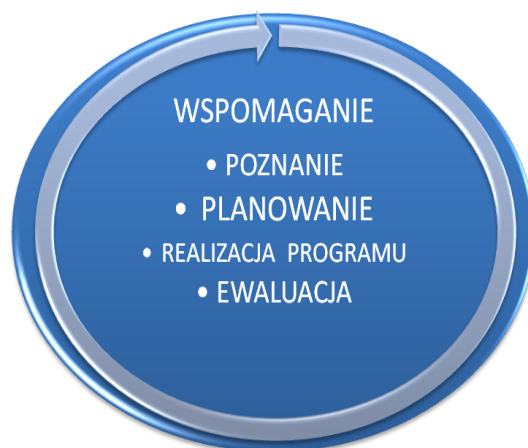 WSPOMAGANIE
• POZNANIE
• PLANOWANIE
• REALIZACJA PROGRAMU
• EWALUACJA